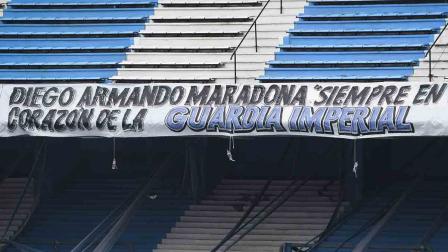 DIEGO ARMANDO MARADONA "SIEMPRE EN
CORAZON DE LA GUARDIA IMPERIAL